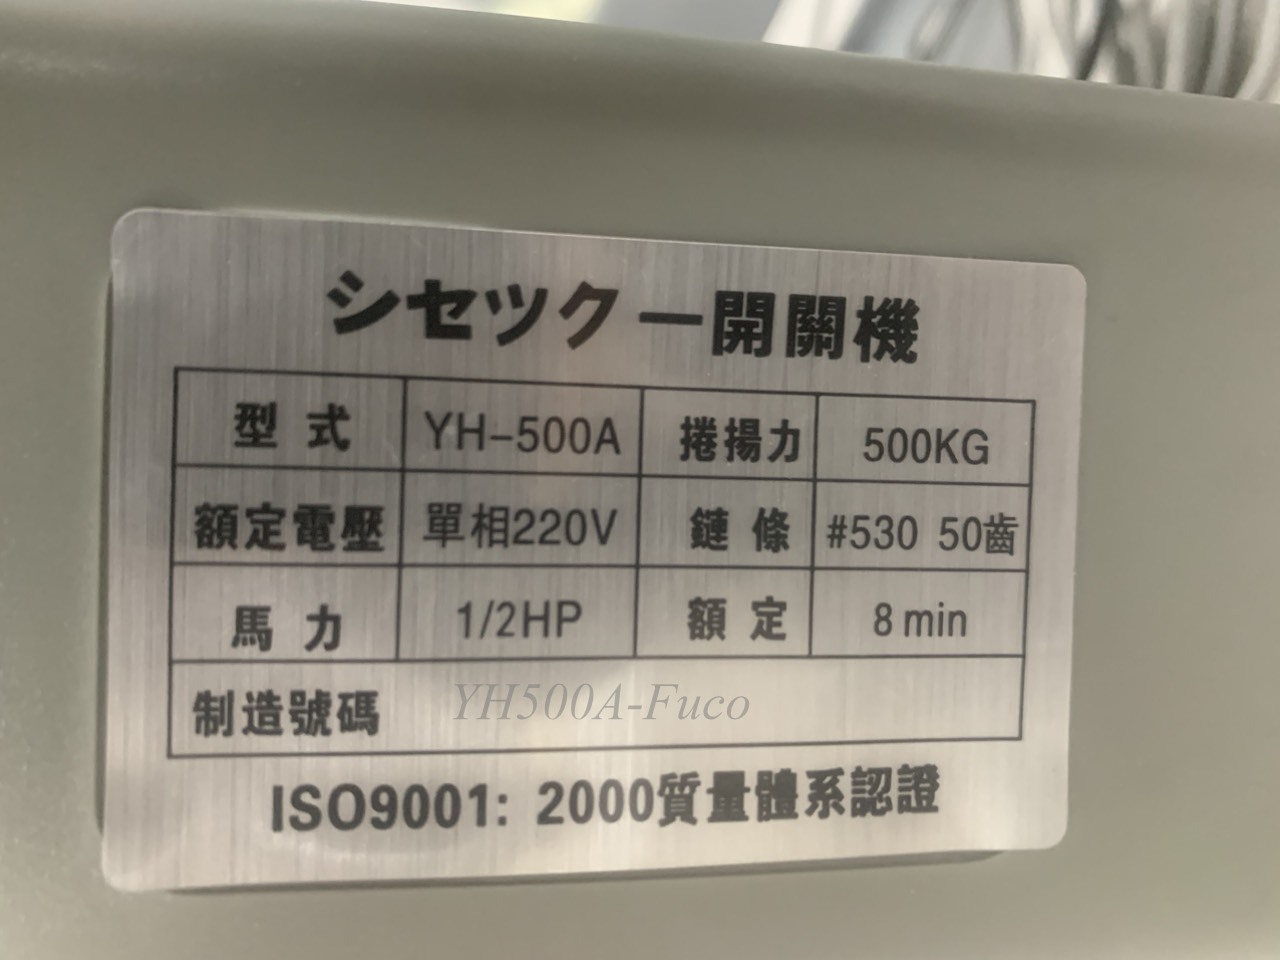 シセツクー開關機
型式 YH-500A 捲揚力 500KG
額定電壓 單相220V 鏈條 #530 50齒
馬力 1/2HP 額定 8 min
制造號碼 YH500A-Fuco
ISO9001: 2000質量體系認證